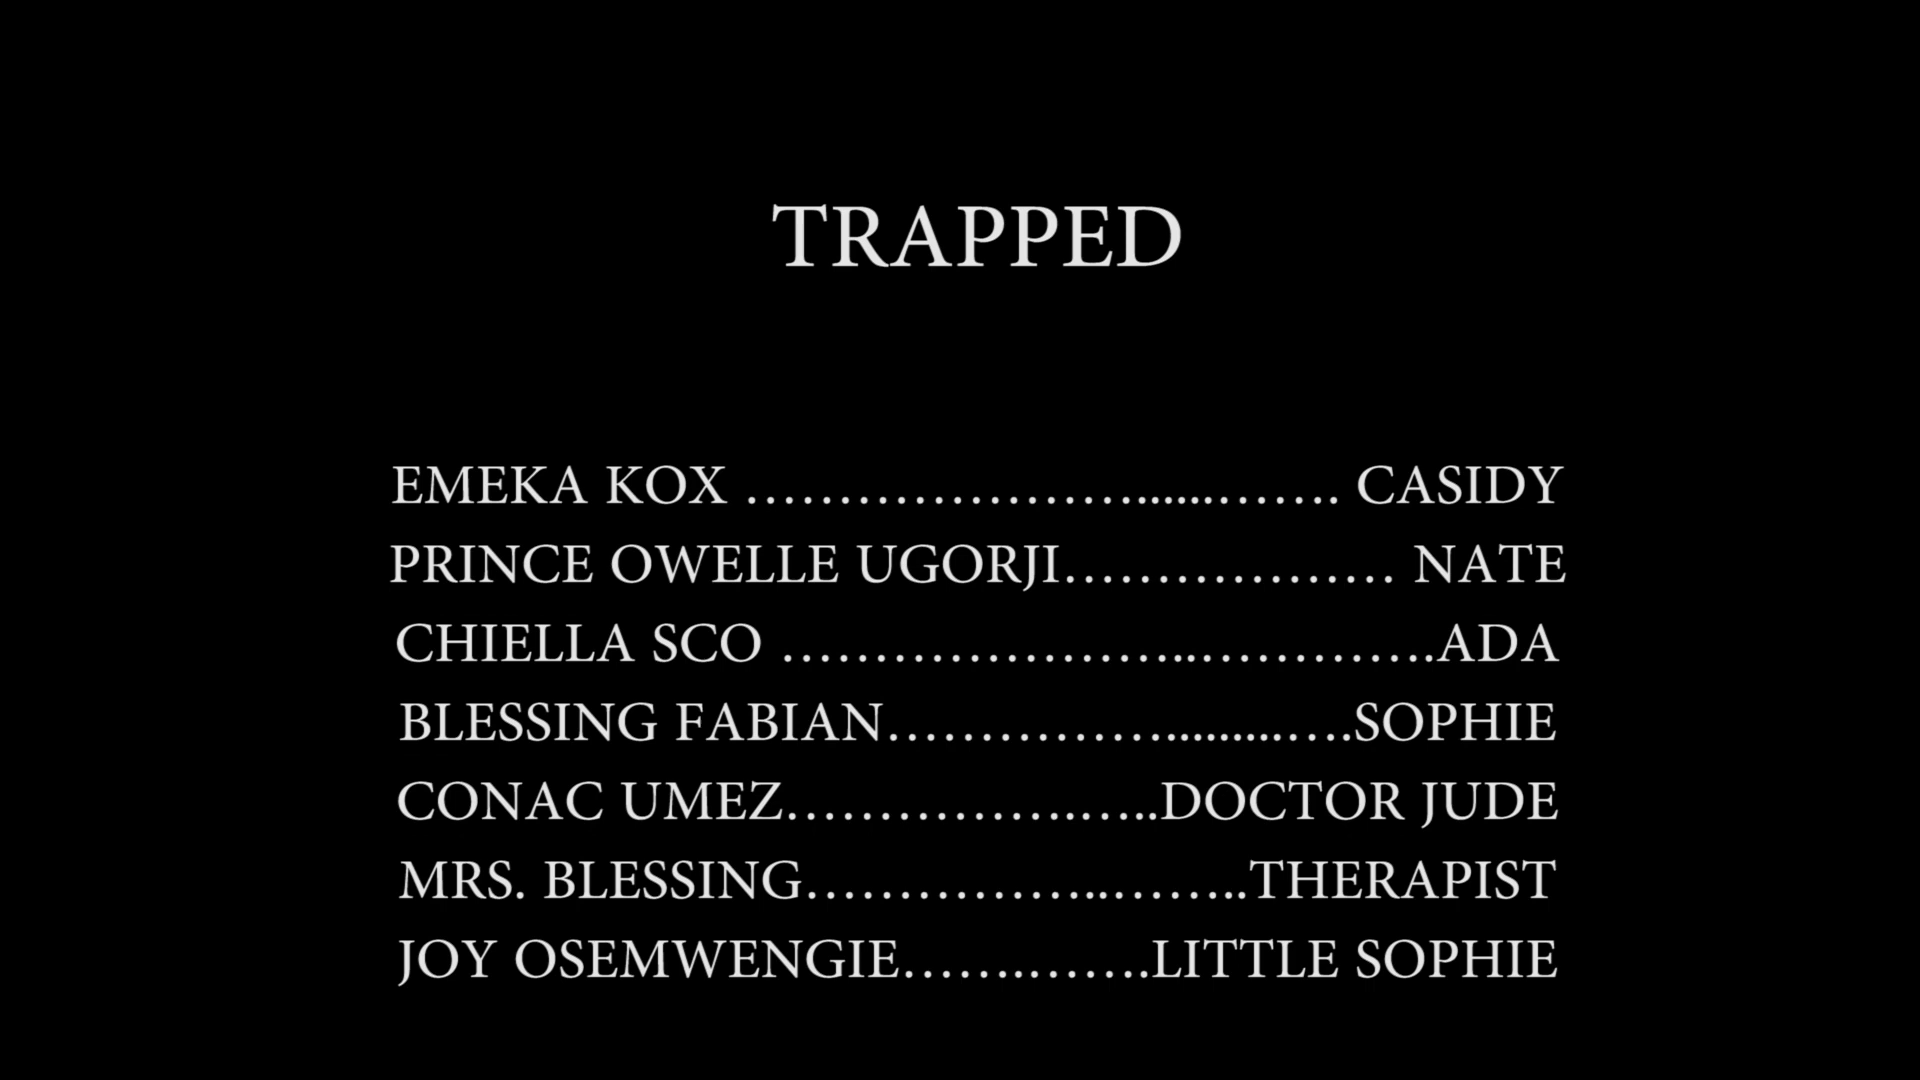 TRAPPED
EMEKA KOX ……………………......……. CASIDY
PRINCE OWELLE UGORJI……………… NATE
CHIELLA SCO ……………………..………….ADA
BLESSING FABIAN……………........….SOPHIE
CONAC UMEZ…………….…..DOCTOR JUDE
MRS. BLESSING……………..……..THERAPIST
JOY OSEMWENGIE…….…….LITTLE SOPHIE